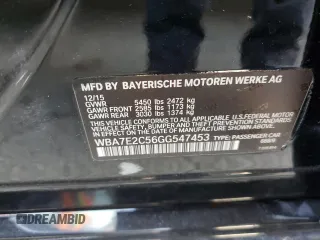 MFD BY BAYERISCHE MOTOREN WERKE AG
12/15
GVWR 5450 lbs 2472 kg
GAWR FRONT 2585 lbs 1173 kg
GAWR REAR 3030 lbs 1374 kg
THIS VEHICLE CONFORMS TO ALL APPLICABLE U.S. FEDERAL MOTOR
VEHICLE SAFETY, BUMPER, AND THEFT PREVENTION STANDARDS
IN EFFECT ON THE DATE OF MANUFACTURE SHOWN ABOVE.
WBA7E2C56GG547453 TYPE: PASSENGER CAR
DREAMBID